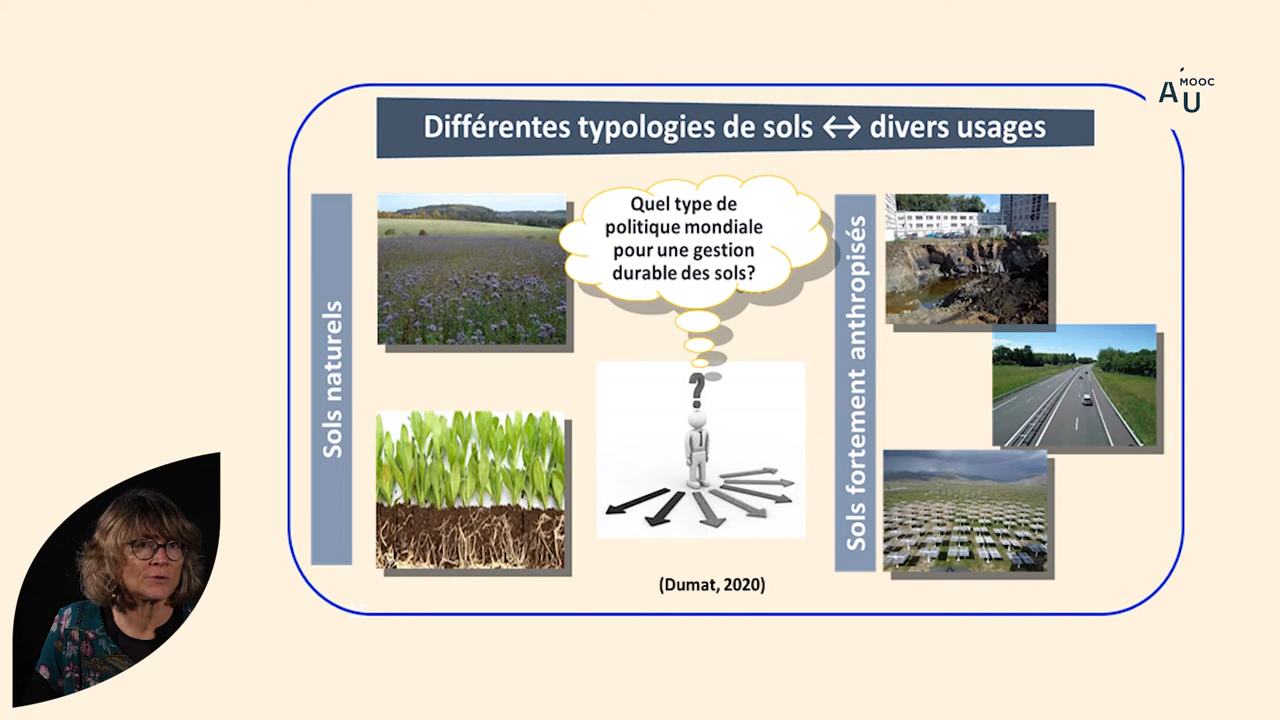 MOOC
AU
Différentes typologies de sols ↔ divers usages
Sols naturels
Quel type de
politique mondiale
pour une gestion
durable des sols?
?
Sols fortement anthropisés
(Dumat, 2020)